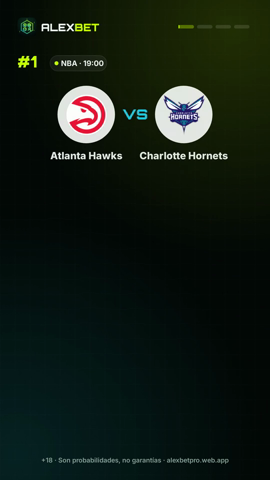 ALEXBET
#1
NBA · 19:00
VS
HORNETS
Atlanta Hawks
Charlotte Hornets
+18 · Son probabilidades, no garantías · alexbetpro.web.app